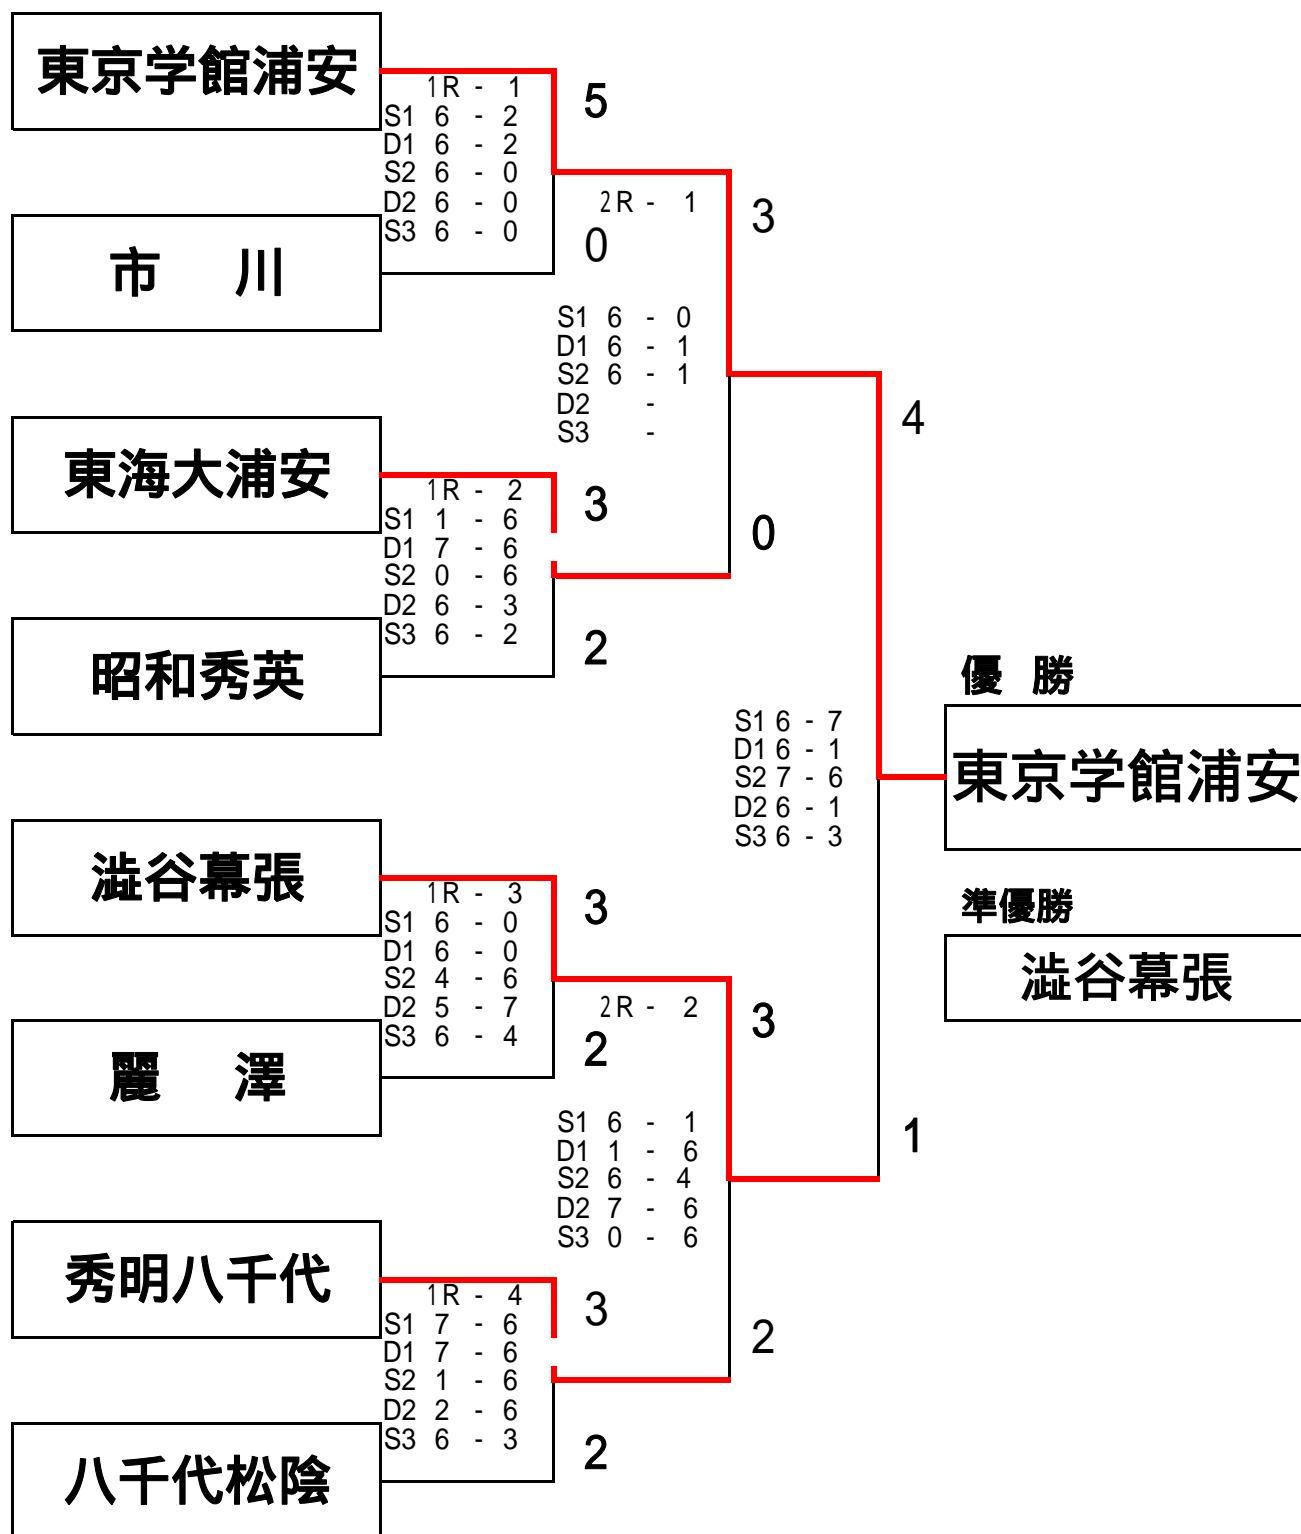 東京学館浦安
1R - 1
S1 6 - 2
D1 6 - 2
S2 6 - 0
D2 6 - 0
S3 6 - 0
5
0
市 川
2R - 1
S1 6 - 0
D1 6 - 1
S2 6 - 1
D2 -
S3 -
3
0
東海大浦安
1R - 2
S1 1 - 6
D1 7 - 6
S2 0 - 6
D2 6 - 3
S3 6 - 2
3
2
昭和秀英
4
1
S1 6 - 7
D1 6 - 1
S2 7 - 6
D2 6 - 1
S3 6 - 3
優 勝
東京学館浦安
準優勝
澁谷幕張
澁谷幕張
1R - 3
S1 6 - 0
D1 6 - 0
S2 4 - 6
D2 5 - 7
S3 6 - 4
3
2
麗 澤
2R - 2
S1 6 - 1
D1 1 - 6
S2 6 - 4
D2 7 - 6
S3 0 - 6
3
2
秀明八千代
1R - 4
S1 7 - 6
D1 7 - 6
S2 1 - 6
D2 2 - 6
S3 6 - 3
3
2
八千代松陰